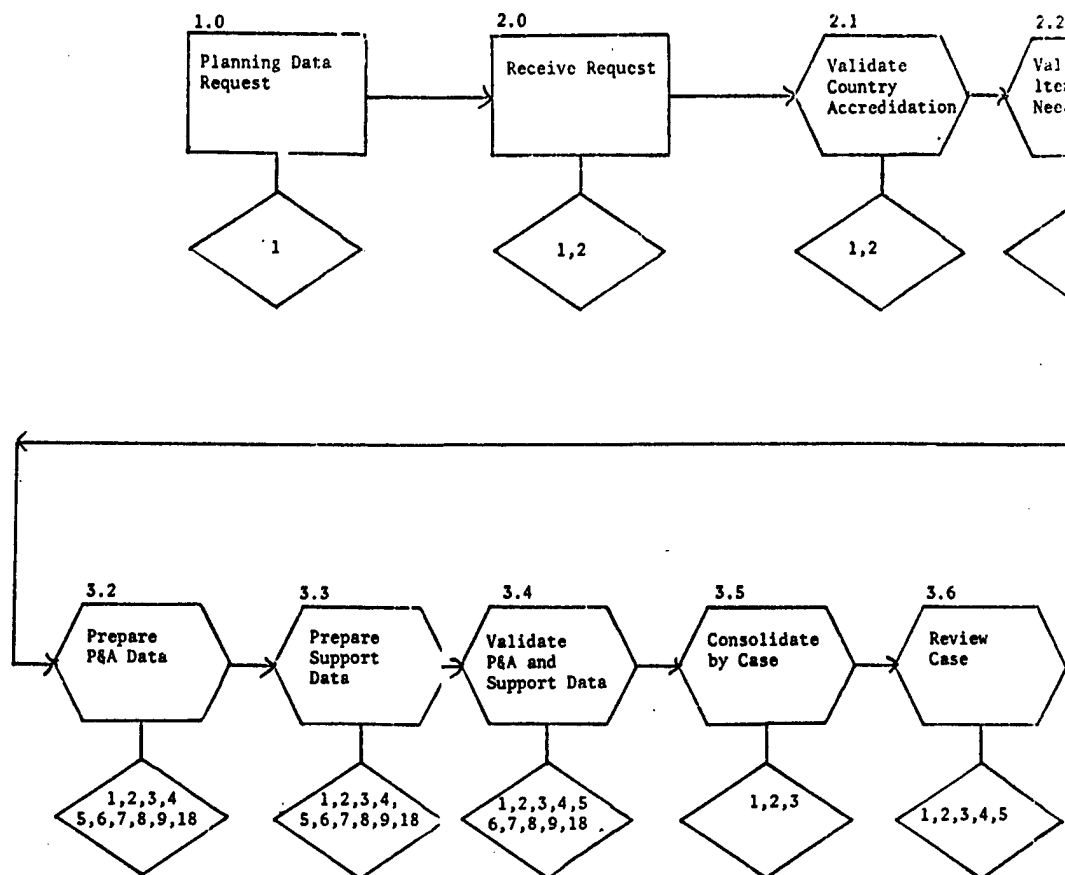 1.0
Planning Data
Request
1
2.0
Receive Request
1,2
2.1
Validate
Country
Accredidation
1,2
2.2
3.2
Prepare
P&A Data
1,2,3,4
5,6,7,8,9,18
3.3
Prepare
Support
Data
1,2,3,4,
5,6,7,8,9,18
3.4
Validate
P&A and
Support Data
1,2,3,4,5
6,7,8,9,18
3.5
Consolidate
by Case
1,2,3
3.6
Review
Case
1,2,3,4,5